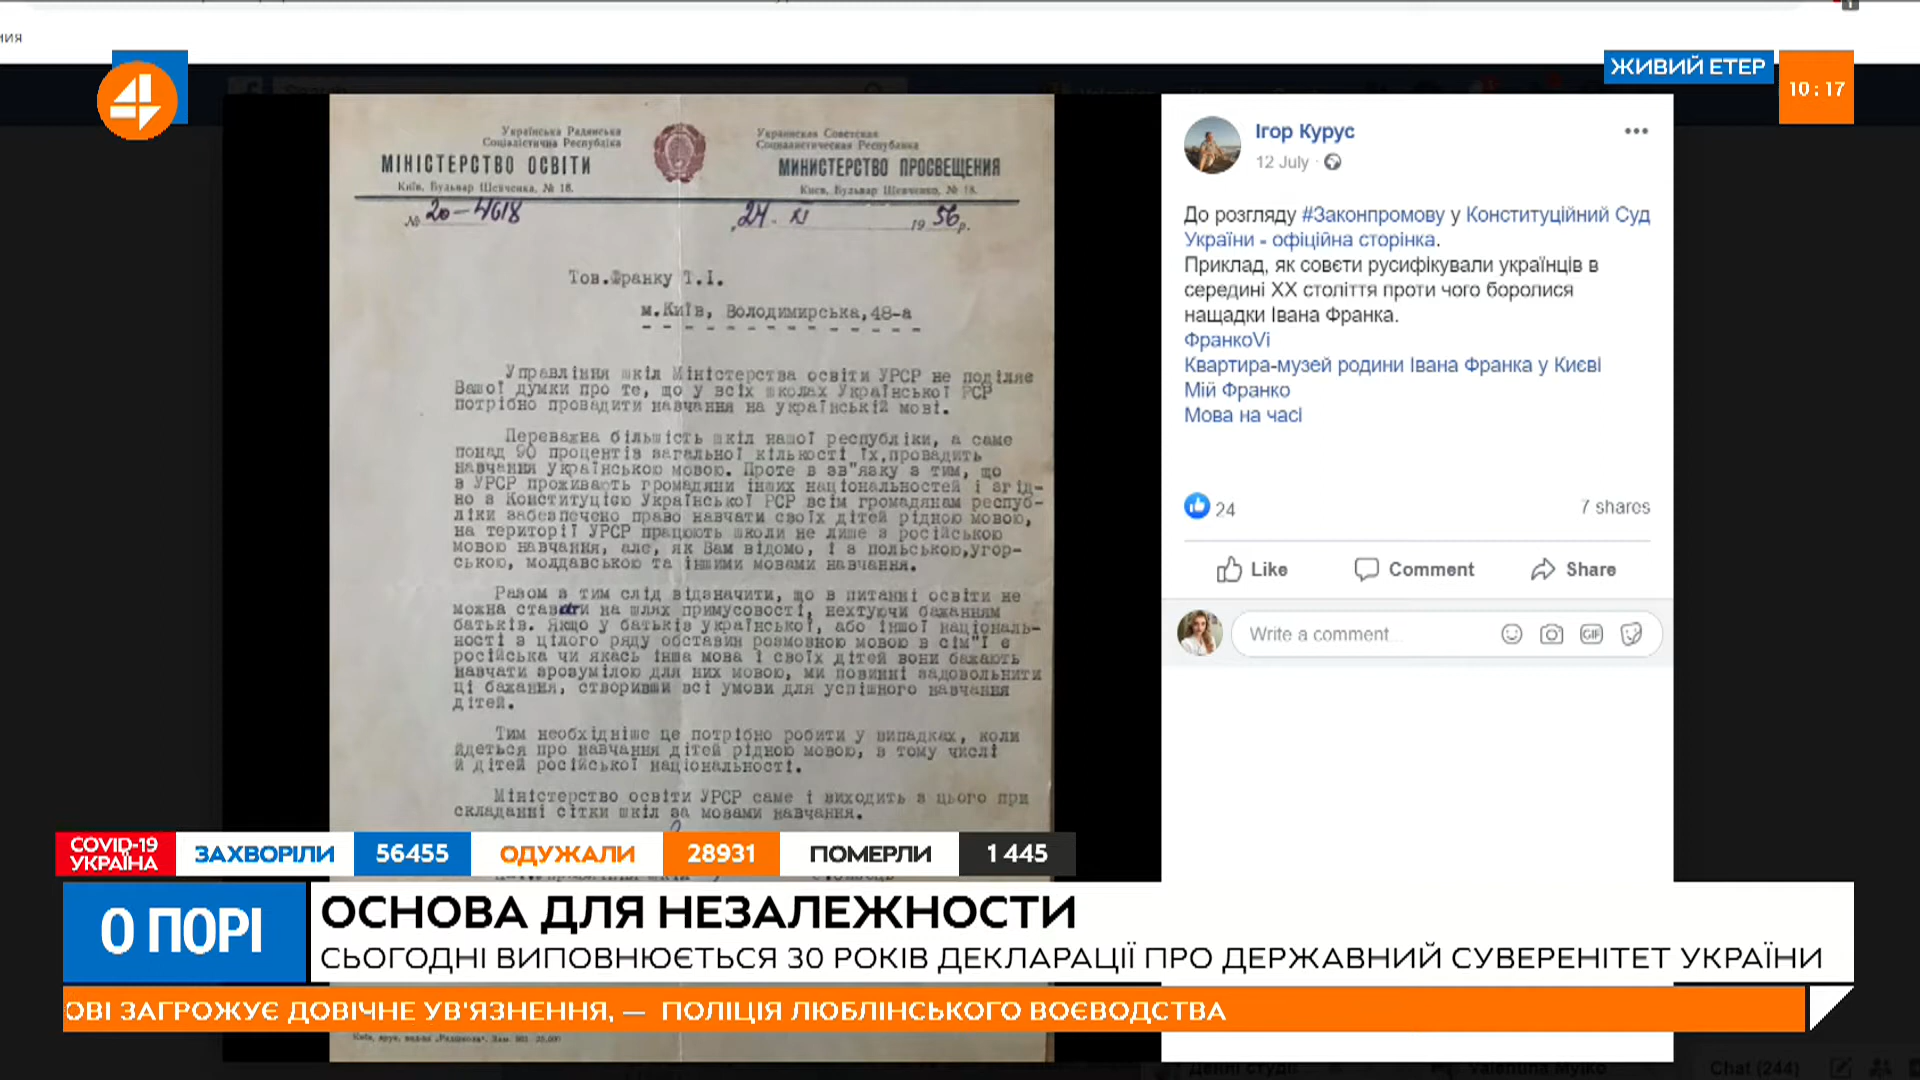 ния
4
ЖИВИЙ ЕТЕР
10:17
Українська Радянська
Соціалістична Республіка
МІНІСТЕРСТВО ОСВІТИ
Київ, Бульвар Шевченка, № 18.
Украинская Советская
Социалистическая Республика
МИНИСТЕРСТВО ПРОСВЕЩЕНИЯ
Киев, Бульвар Шевченко, № 18.
№ 20-4618
„24. XI 1956р.
Тов.Франку Т.І.
м.Київ, Володимирська,48-а
Управління шкіл Міністерства освіти УРСР не поділяє
Вашої думки про те, що у всіх школах Української РСР
потрібно провадити навчання на українській мові.
Переважна більшість шкіл нашої республіки, а саме
понад 90 процентів загальної кількості їх,провадить
навчання українською мовою. Проте в зв"язку з тим, що
в УРСР проживають громадяни інших національностей і згід-
но з Конституцією Української РСР всім громадянам респуб-
ліки забезпечено право навчати своїх дітей рідною мовою,
на території УРСР працюють школи не лише з російською
мовою навчання, але, як Вам відомо, і з польською,угор-
ською, молдавською та іншими мовами навчання.
Разом з тим слід відзначити, що в питанні освіти не
можна ставати на шлях примусовості, нехтуючи бажанням
батьків. Якщо у батьків української, або іншої національ-
ності з цілого ряду обставин розмовною мовою в сім"ї є
російська чи якась інша мова і своїх дітей вони бажають
навчати зрозумілою для них мовою, ми повинні задовольнити
ці бажання, створивши всі умови для успішного навчання
дітей.
Тим необхідніше це потрібно робити у випадках, коли
йдеться про навчання дітей рідною мовою, в тому числі
й дітей російської національності.
Міністерство освіти УРСР саме і виходить з цього при
складанні сітки шкіл за мовами навчання.
Ігор Курус
12 July
До розгляду #Законпромову у Конституційний Суд
України - офіційна сторінка.
Приклад, як совєти русифікували українців в
середині ХХ століття проти чого боролися
нащадки Івана Франка.
ФранкоVi
Квартира-музей родини Івана Франка у Києві
Мій Франко
Мова на часі
24
7 shares
Like Comment Share
Write a comment...
GIF
COVID-19
УКРАЇНА
ЗАХВОРІЛИ 56455 ОДУЖАЛИ 28931 ПОМЕРЛИ 1 445
О ПОРІ
ОСНОВА ДЛЯ НЕЗАЛЕЖНОСТИ
СЬОГОДНІ ВИПОВНЮЄТЬСЯ 30 РОКІВ ДЕКЛАРАЦІЇ ПРО ДЕРЖАВНИЙ СУВЕРЕНІТЕТ УКРАЇНИ
ОВІ ЗАГРОЖУЄ ДОВІЧНЕ УВ'ЯЗНЕННЯ, — ПОЛІЦІЯ ЛЮБЛІНСЬКОГО ВОЄВОДСТВА
Chat (244)